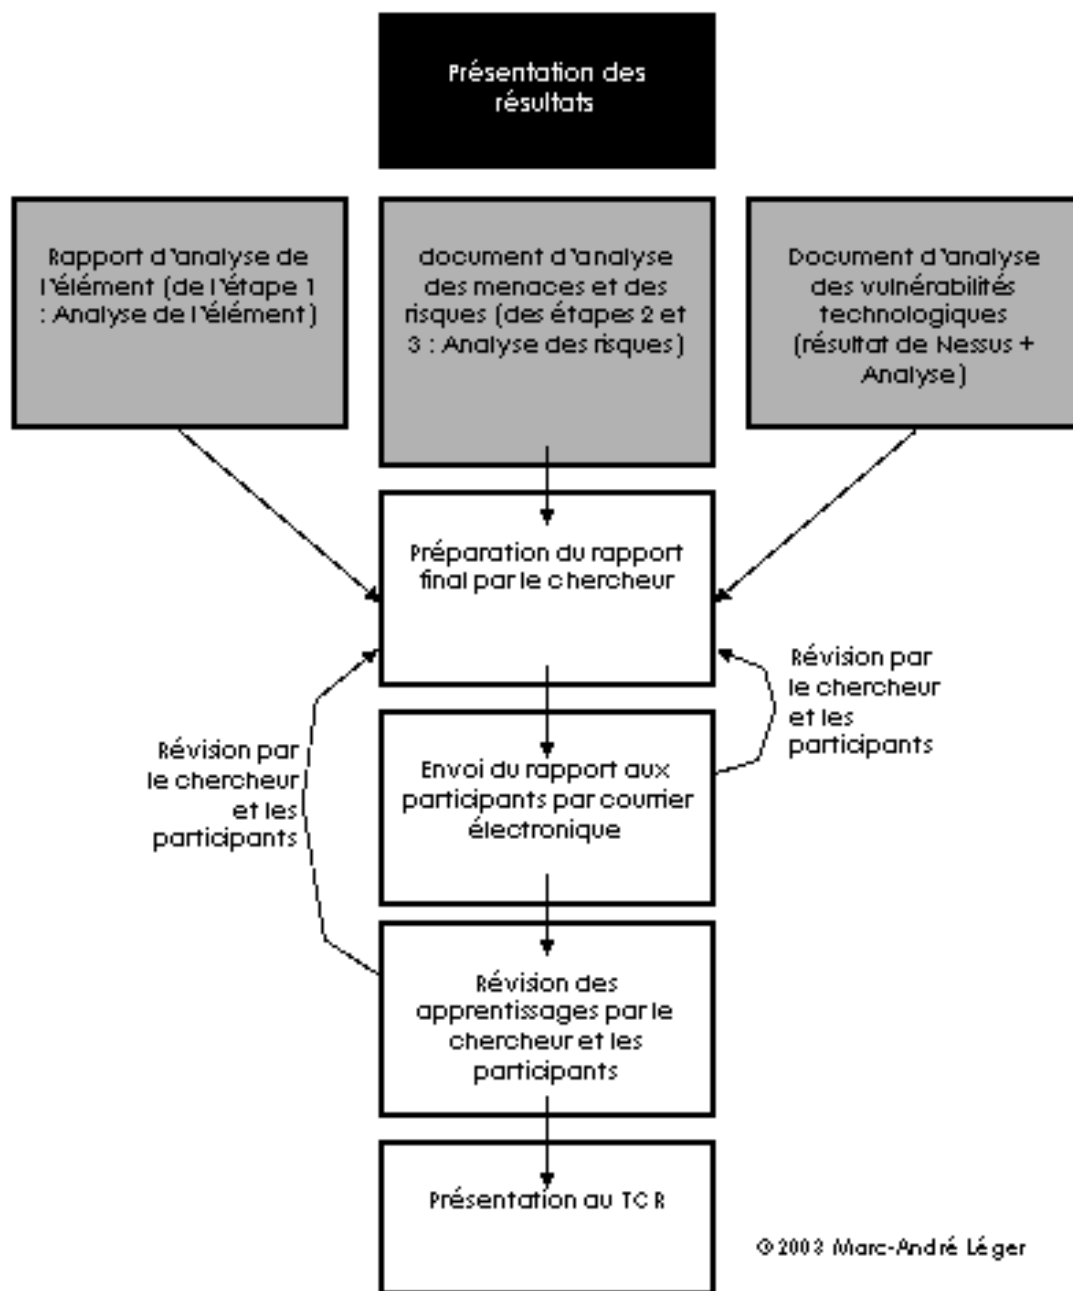 Présentation des
résultats
Rapport d'analyse de
l'élément (de l'étape 1
: Analyse de l'élément)
document d'analyse
des menaces et des
risques (des étapes 2 et
3 : Analyse des risques)
Document d'analyse
des vulnérabilités
technologiques
(résultat de Nessus +
Analyse)
Préparation du rapport
final par le chercheur
Révision par
le chercheur
et les
participants
Révision par
le chercheur
et les
participants
Envoi du rapport aux
participants par courrier
électronique
Révision des
apprentissages par le
chercheur et les
participants
Présentation au TCR
©2003 Marc-André Léger